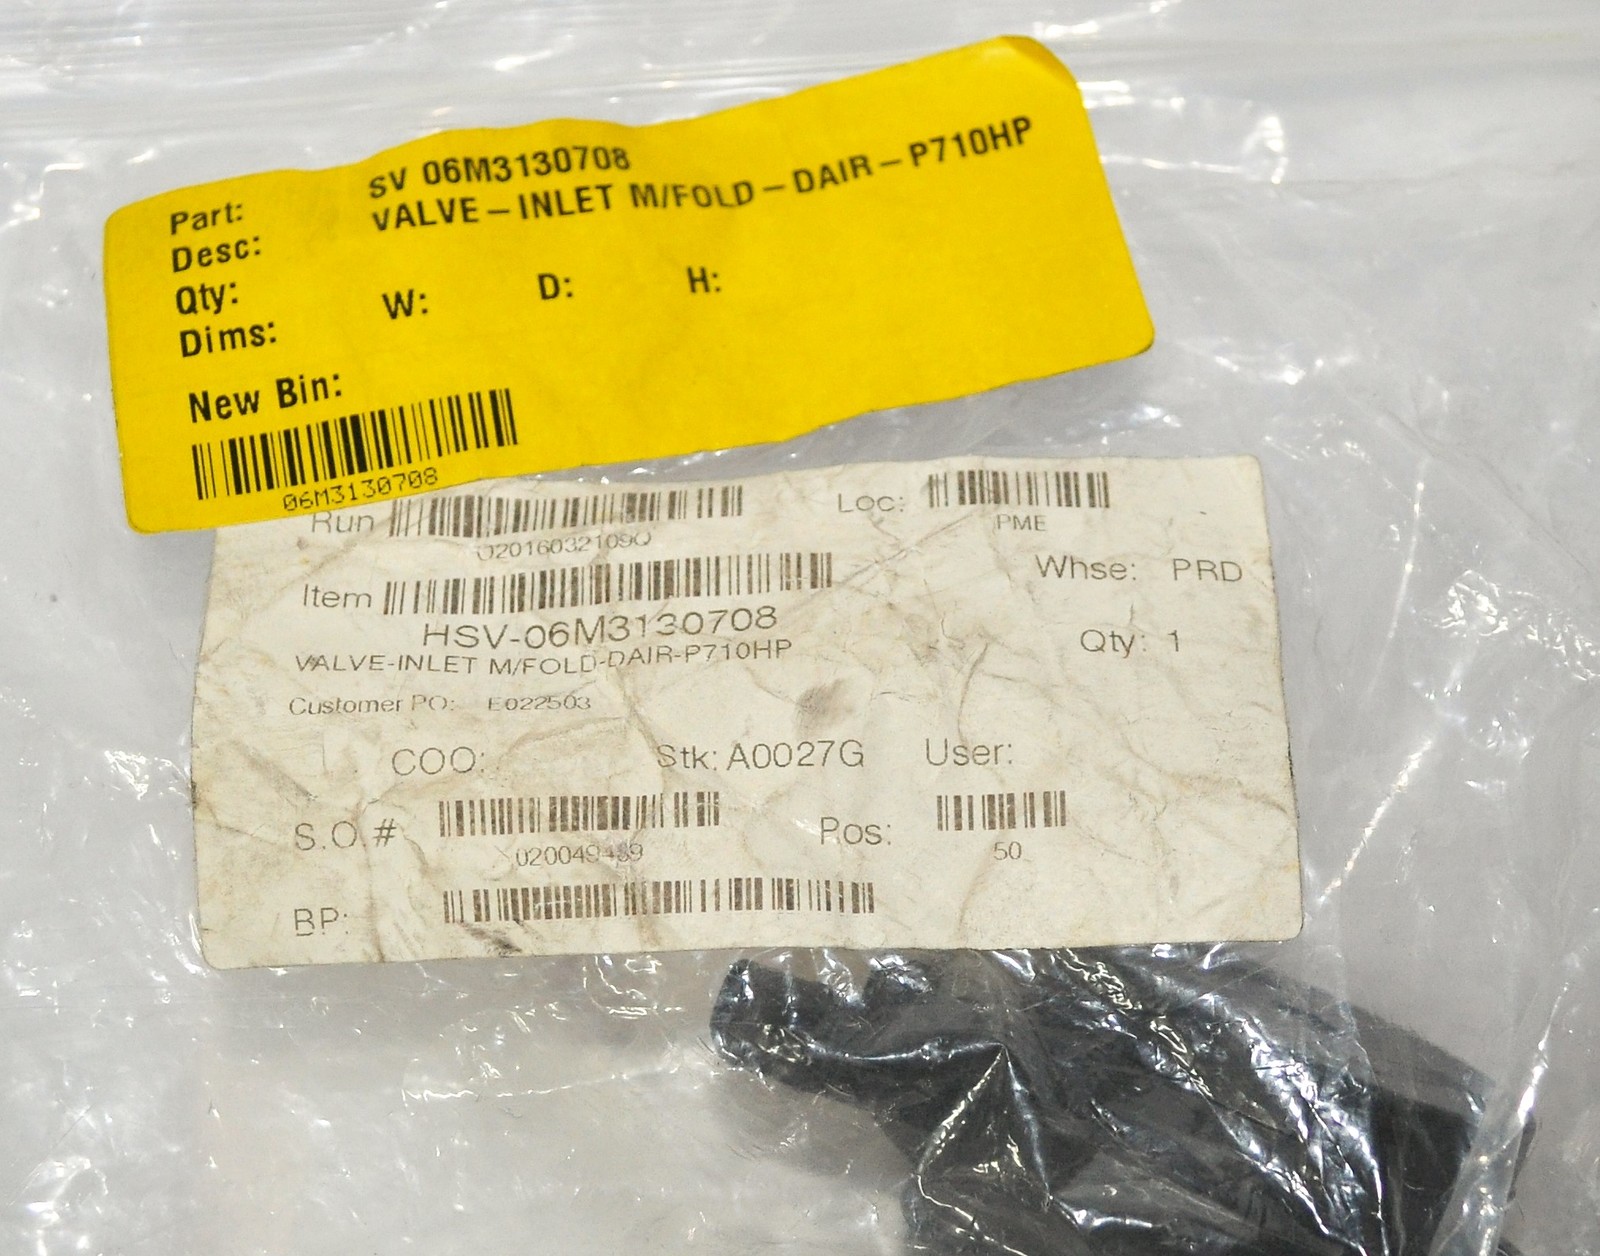 Part: SV 06M3130708
Desc: VALVE-INLET M/FOLD-DAIR-P710HP
Qty:
Dims: W: D: H:
New Bin:
06M3130708
Run Loc:
PME
Item Whse: PRD
HSV-06M3130708 Qty: 1
VALVE-INLET M/FOLD-DAIR-P710HP
Customer PO: E022503
COO: Stk: A0027G User:
S.O.# Pos:
50
BP: